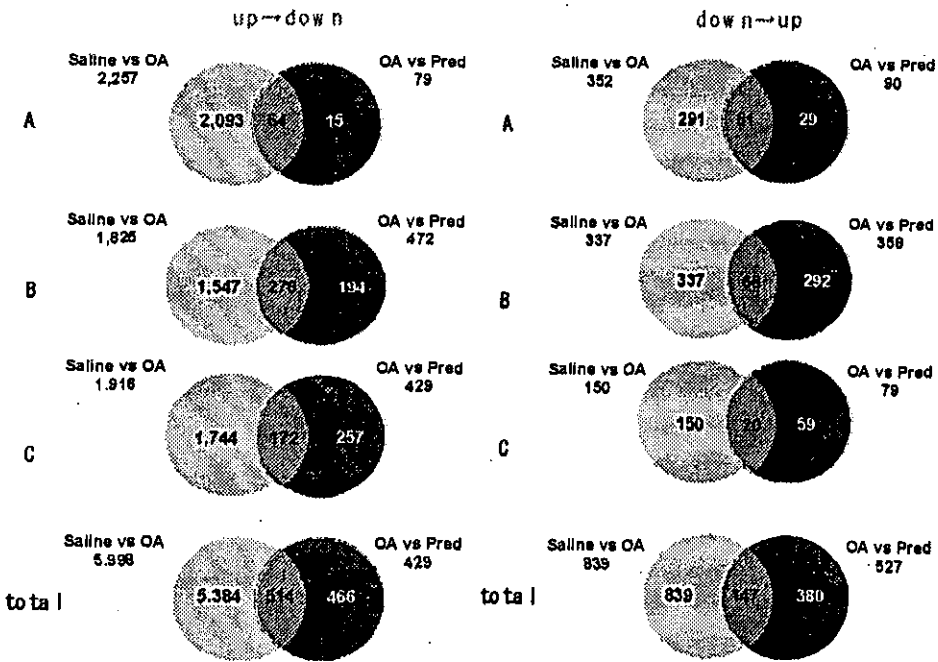 up→down
down→up
Saline vs OA
2,257
OA vs Pred
79
A
2,093
64
15
Saline vs OA
352
OA vs Pred
90
A
291
61
29
Saline vs OA
1,825
OA vs Pred
472
B
1.547
278
194
Saline vs OA
337
OA vs Pred
358
B
337
66
292
Saline vs OA
1.916
OA vs Pred
429
C
1,744
172
257
Saline vs OA
150
OA vs Pred
79
C
150
20
59
Saline vs OA
5.998
OA vs Pred
429
total
5.384
514
466
Saline vs OA
839
OA vs Pred
527
total
839
147
380